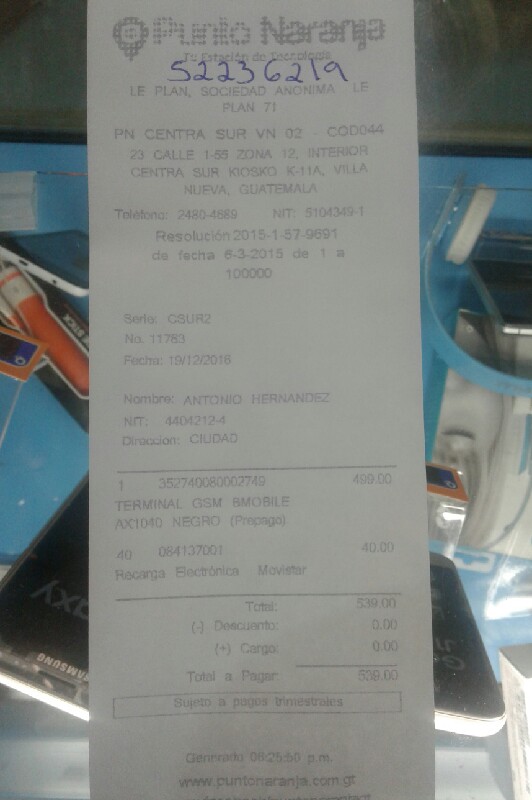 Punto Naranja
Tu Estación de Tecnología
52236219
LE PLAN, SOCIEDAD ANONIMA LE
PLAN 71
PN CENTRA SUR VN 02 - COD044
23 CALLE 1-55 ZONA 12, INTERIOR
CENTRA SUR KIOSKO K-11A, VILLA
NUEVA, GUATEMALA
Teléfono: 2480-4689 NIT: 5104349-1
Resolución 2015-1-57-9691
de fecha 6-3-2015 de 1 a
100000
Serie: CSUR2
No. 11763
Fecha: 19/12/2016
Nombre: ANTONIO HERNANDEZ
NIT: 4404212-4
Direccion: CIUDAD
1 352740080002749 499.00
TERMINAL GSM BMOBILE
AX1040 NEGRO (Prepago)
40 084137001 40.00
Recarga Electrónica Movistar
Total: 539.00
(-) Descuento: 0.00
(+) Cargo: 0.00
Total a Pagar: 539.00
Sujeto a pagos trimestrales
Generado 06:25:50 p.m.
www.puntonaranja.com.gt
SAMSUNG